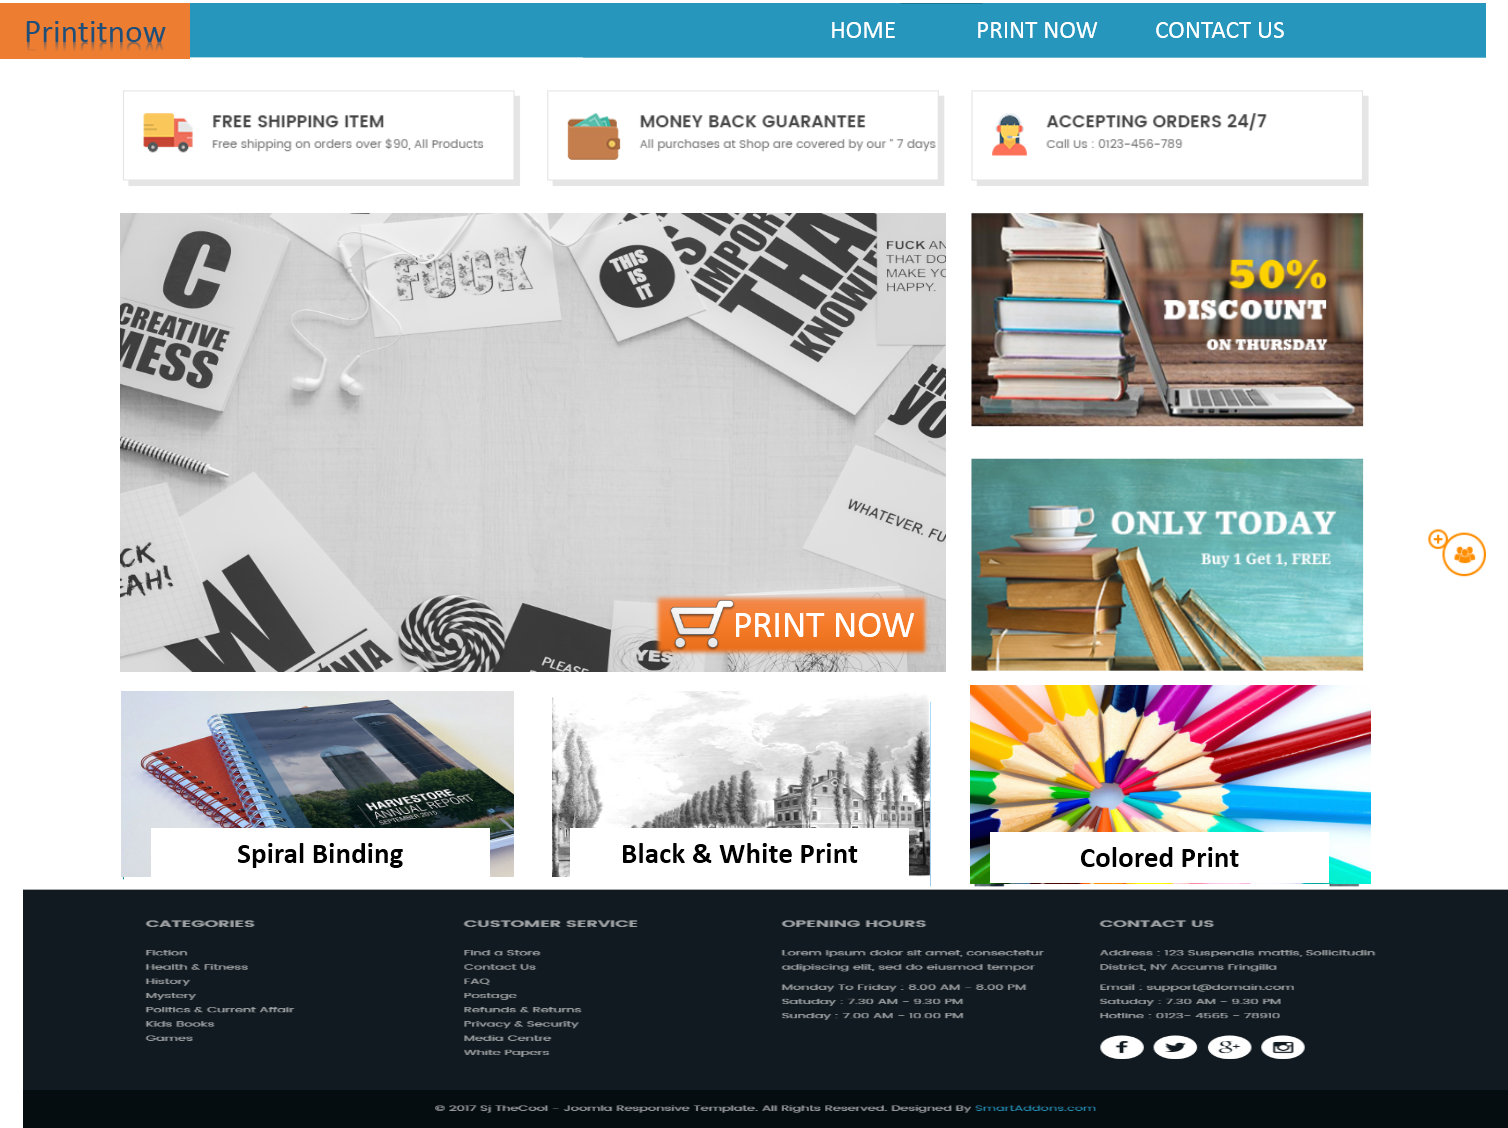 Printitnow
HOME
PRINT NOW
CONTACT US
FREE SHIPPING ITEM
Free shipping on orders over $90, All Products
MONEY BACK GUARANTEE
All purchases at Shop are covered by our " 7 days
ACCEPTING ORDERS 24/7
Call Us : 0123-456-789
C
CREATIVE
MESS
FUCK
THIS
IS
IT
IMPOR
THA
KNOW
FUCK AN
THAT DO
MAKE YO
HAPPY.
YO
WHATEVER. FU
CK
EAH!
W
PLEASE
YES
PRINT NOW
50%
DISCOUNT
ON THURSDAY
ONLY TODAY
Buy 1 Get 1, FREE
HARVESTORE
ANNUAL REPORT
SEPTEMBER 2010
Spiral Binding
Black & White Print
Colored Print
CATEGORIES
Fiction
Health & Fitness
History
Mystery
Politics & Current Affair
Kids Books
Games
CUSTOMER SERVICE
Find a Store
Contact Us
FAQ
Postage
Refunds & Returns
Privacy & Security
Media Centre
White Papers
OPENING HOURS
Lorem ipsum dolor sit amet, consectetur
adipiscing elit, sed do eiusmod tempor
Monday To Friday : 8.00 AM - 8.00 PM
Satuday : 7.30 AM - 9.30 PM
Sunday : 7.00 AM - 10.00 PM
CONTACT US
Address : 123 Suspendis mattis, Sollicitudin
District, NY Accums Fringilla
Email : support@domain.com
Satuday : 7.30 AM - 9.30 PM
Hotline : 0123- 4565 - 78910
© 2017 Sj TheCool - Joomla Responsive Template. All Rights Reserved. Designed By SmartAddons.com